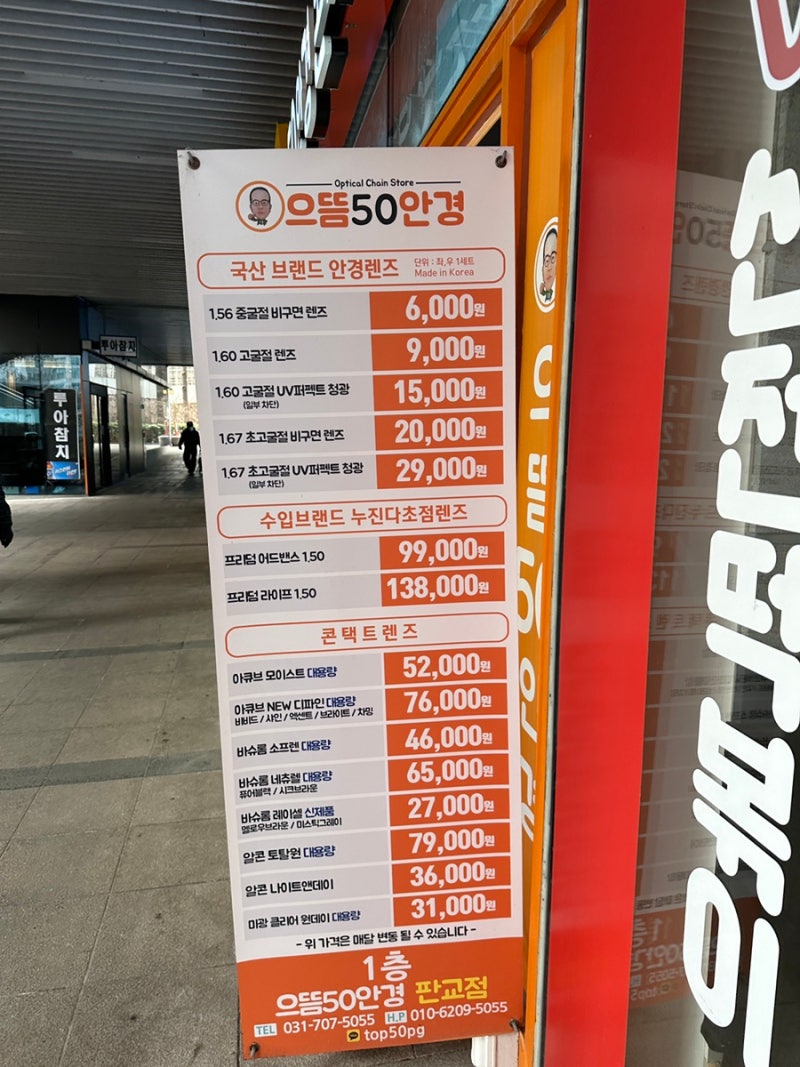 Optical Chain Store
으뜸50안경
국산 브랜드 안경렌즈 단위 : 좌,우 1세트
Made in Korea
1.56 중굴절 비구면 렌즈 6,000원
1.60 고굴절 렌즈 9,000원
1.60 고굴절 UV퍼펙트 청광 15,000원
(일부 차단)
1.67 초고굴절 비구면 렌즈 20,000원
1.67 초고굴절 UV퍼펙트 청광 29,000원
(일부 차단)
수입브랜드 누진다초점렌즈
프리덤 어드밴스 1.50 99,000원
프리덤 라이프 1.50 138,000원
콘택트렌즈
아큐브 모이스트 대용량 52,000원
아큐브 NEW 디파인 대용량 76,000원
비비드 / 샤인 / 액센트 / 브라이트 / 차밍
바슈롬 소프렌 대용량 46,000원
바슈롬 네츄렐 대용량 65,000원
퓨어블랙 / 시크브라운
바슈롬 레이셀 신제품 27,000원
멜로우브라운 / 미스틱그레이
알콘 토탈원 대용량 79,000원
알콘 나이트앤데이 36,000원
미광 클리어 원데이 대용량 31,000원
- 위 가격은 매달 변동 될 수 있습니다 -
1층
으뜸50안경 판교점
TEL 031-707-5055 H.P 010-6209-5055
top50pg
투아참치
투아참치